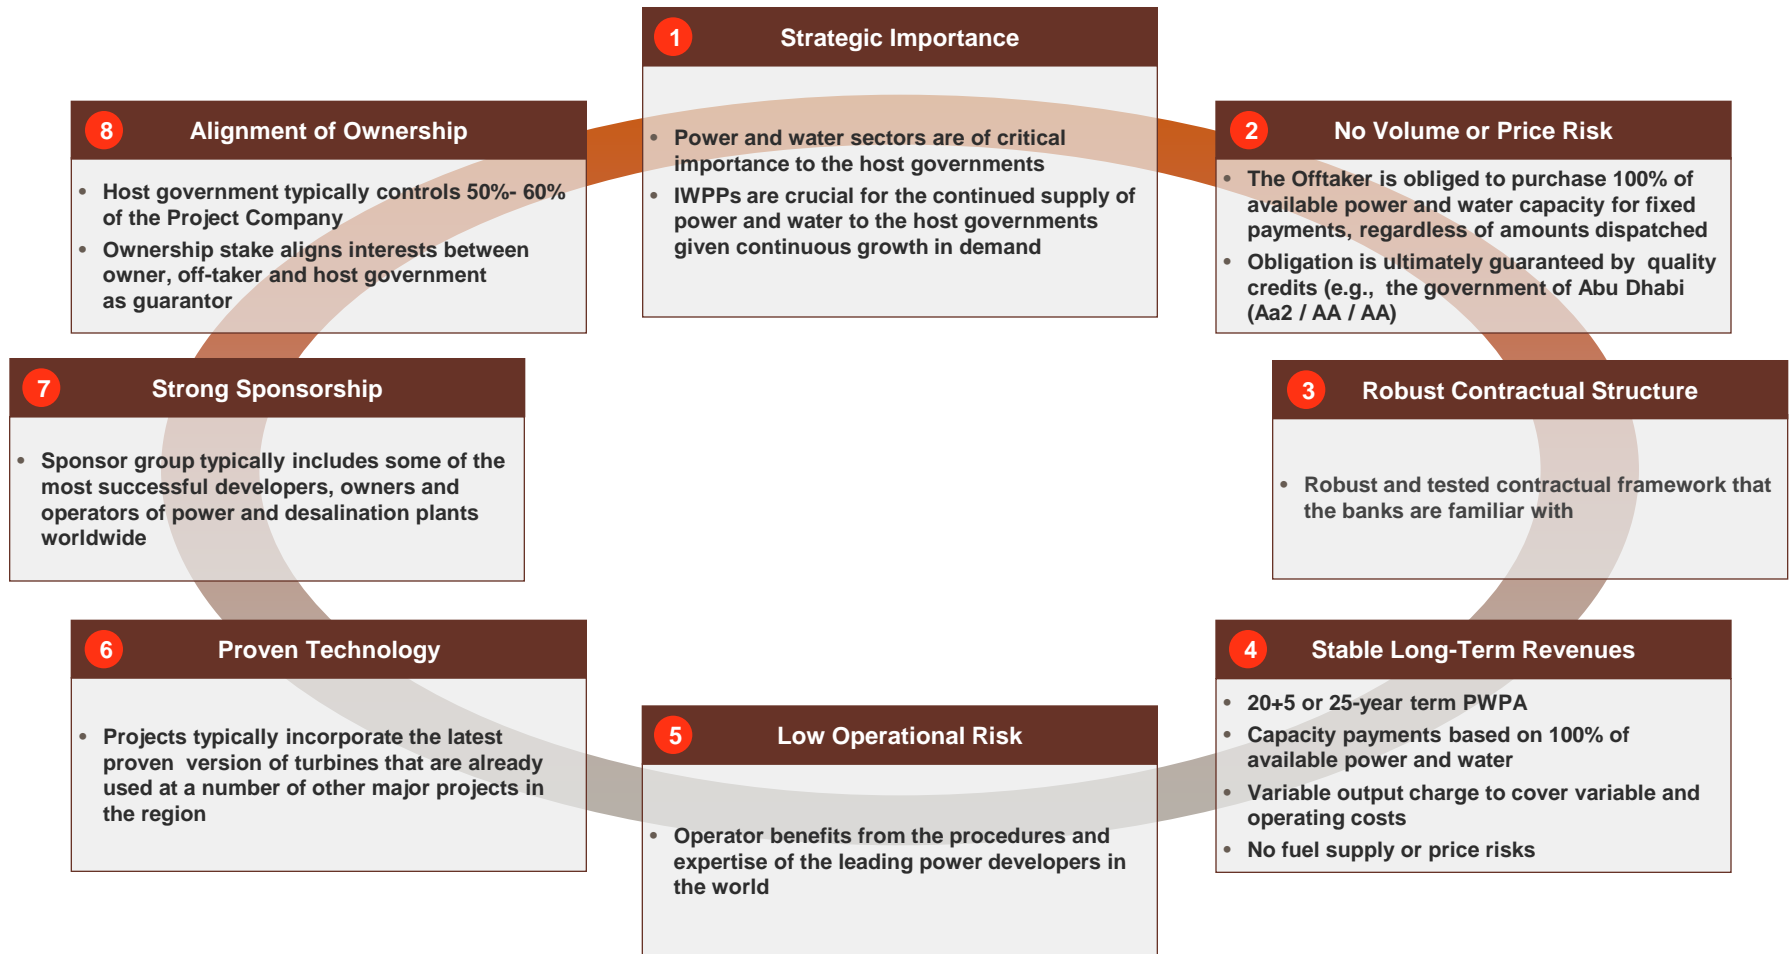 1 Strategic Importance
• Power and water sectors are of critical
importance to the host governments
• IWPPs are crucial for the continued supply of
power and water to the host governments
given continuous growth in demand
2 No Volume or Price Risk
• The Offtaker is obliged to purchase 100% of
available power and water capacity for fixed
payments, regardless of amounts dispatched
• Obligation is ultimately guaranteed by quality
credits (e.g., the government of Abu Dhabi
(Aa2 / AA / AA)
3 Robust Contractual Structure
• Robust and tested contractual framework that
the banks are familiar with
4 Stable Long-Term Revenues
• 20+5 or 25-year term PWPA
• Capacity payments based on 100% of
available power and water
• Variable output charge to cover variable and
operating costs
• No fuel supply or price risks
5 Low Operational Risk
• Operator benefits from the procedures and
expertise of the leading power developers in
the world
6 Proven Technology
• Projects typically incorporate the latest
proven version of turbines that are already
used at a number of other major projects in
the region
7 Strong Sponsorship
• Sponsor group typically includes some of the
most successful developers, owners and
operators of power and desalination plants
worldwide
8 Alignment of Ownership
• Host government typically controls 50%- 60%
of the Project Company
• Ownership stake aligns interests between
owner, off-taker and host government
as guarantor